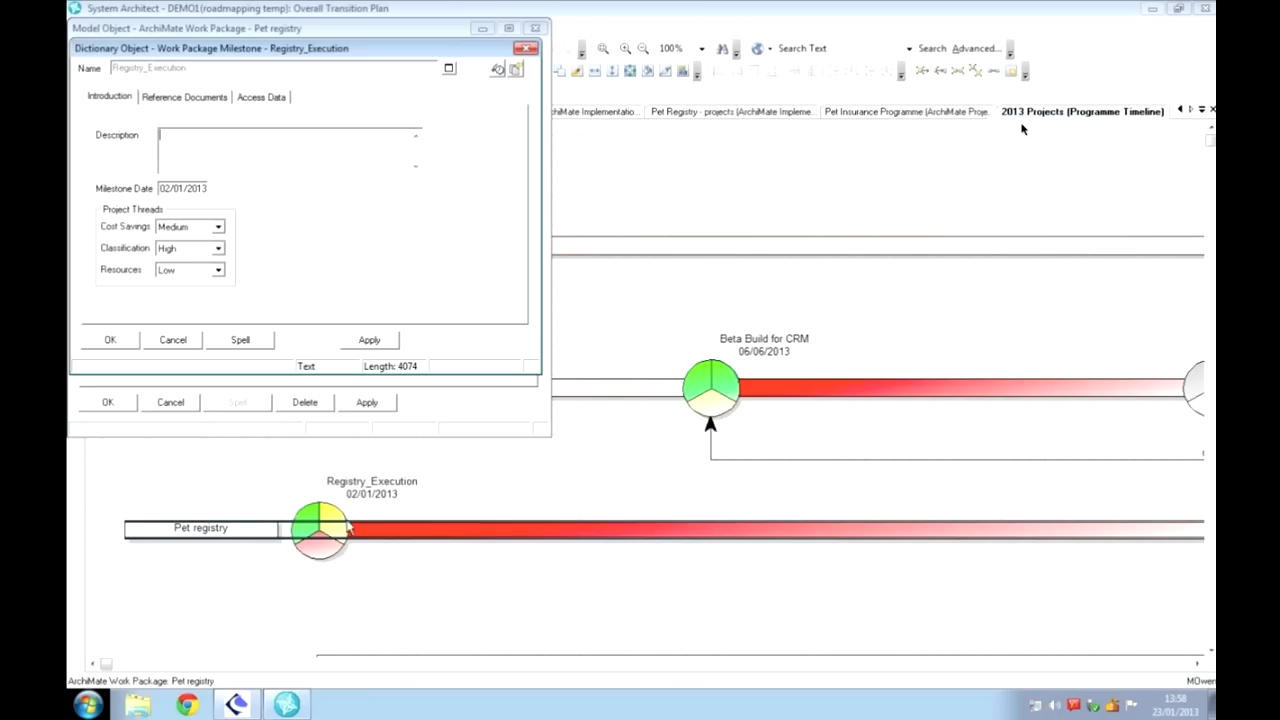 System Architect - DEMO1(roadmapping temp): Overall Transition Plan
Model Object - ArchiMate Work Package - Pet registry
Dictionary Object - Work Package Milestone - Registry_Execution
Name Registry_Execution
Introduction Reference Documents Access Data
Description
Milestone Date 02/01/2013
Project Threads
Cost Savings Medium
Classification High
Resources Low
OK Cancel Spell Apply
Text Length: 4074
OK Cancel Spell Delete Apply
100% Search Text Search Advanced...
hiMate Implementatio... Pet Registry - projects (ArchiMate Impleme... Pet Insurance Programme (ArchiMate Proje... 2013 Projects (Programme Timeline)
Beta Build for CRM
06/06/2013
Registry_Execution
02/01/2013
Pet registry
ArchiMate Work Package: Pet registry
MOwen
13:58
23/01/2013